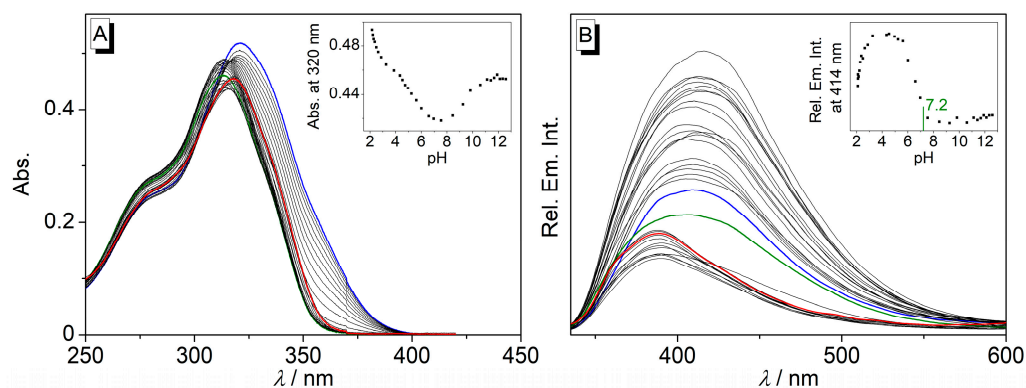 A
Abs.
0.4
0.2
0
250 300 350 400 450
λ / nm
Abs. at 320 nm
0.48
0.44
2 4 6 8 10 12
pH
B
Rel. Em. Int.
400 500 600
λ / nm
Rel. Em. Int.
at 414 nm
7.2
0 2 4 6 8 10 12
pH